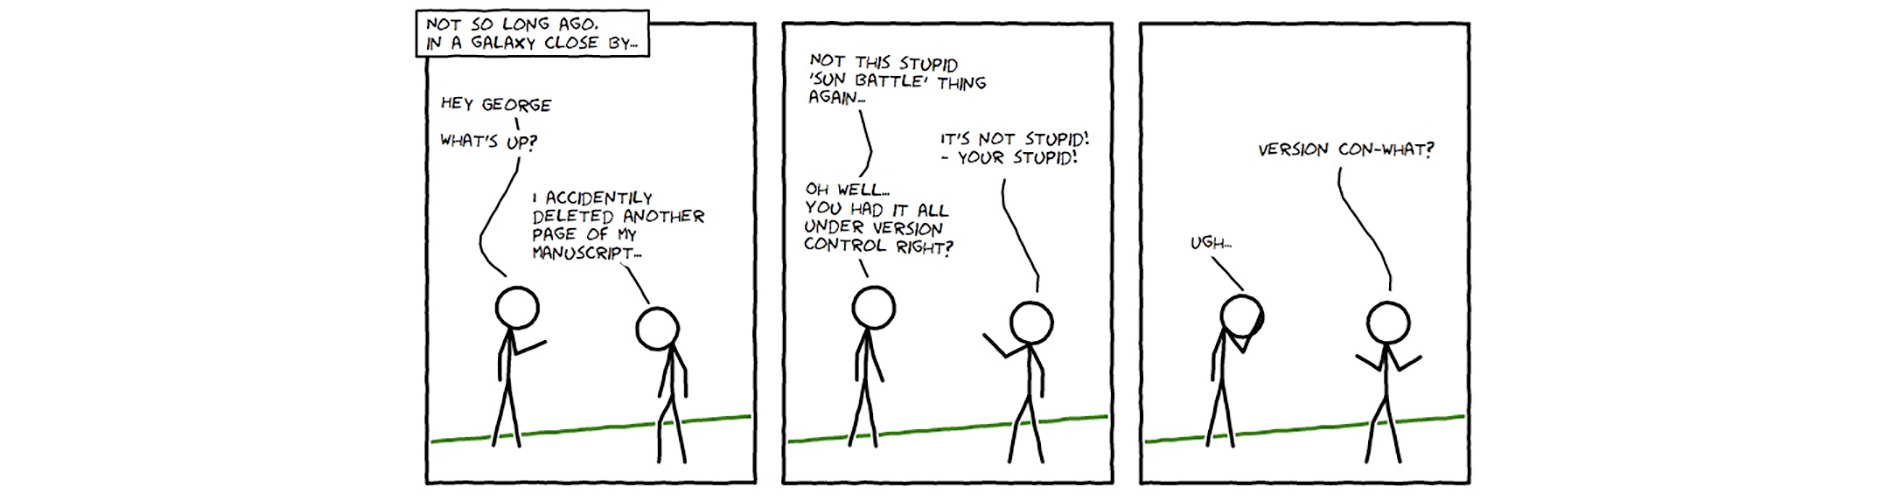 NOT SO LONG AGO.
IN A GALAXY CLOSE BY...
HEY GEORGE
WHAT'S UP?
I ACCIDENTILY
DELETED ANOTHER
PAGE OF MY
MANUSCRIPT...
NOT THIS STUPID
'SUN BATTLE' THING
AGAIN...
IT'S NOT STUPID!
- YOUR STUPID!
OH WELL...
YOU HAD IT ALL
UNDER VERSION
CONTROL RIGHT?
VERSION CON-WHAT?
UGH...